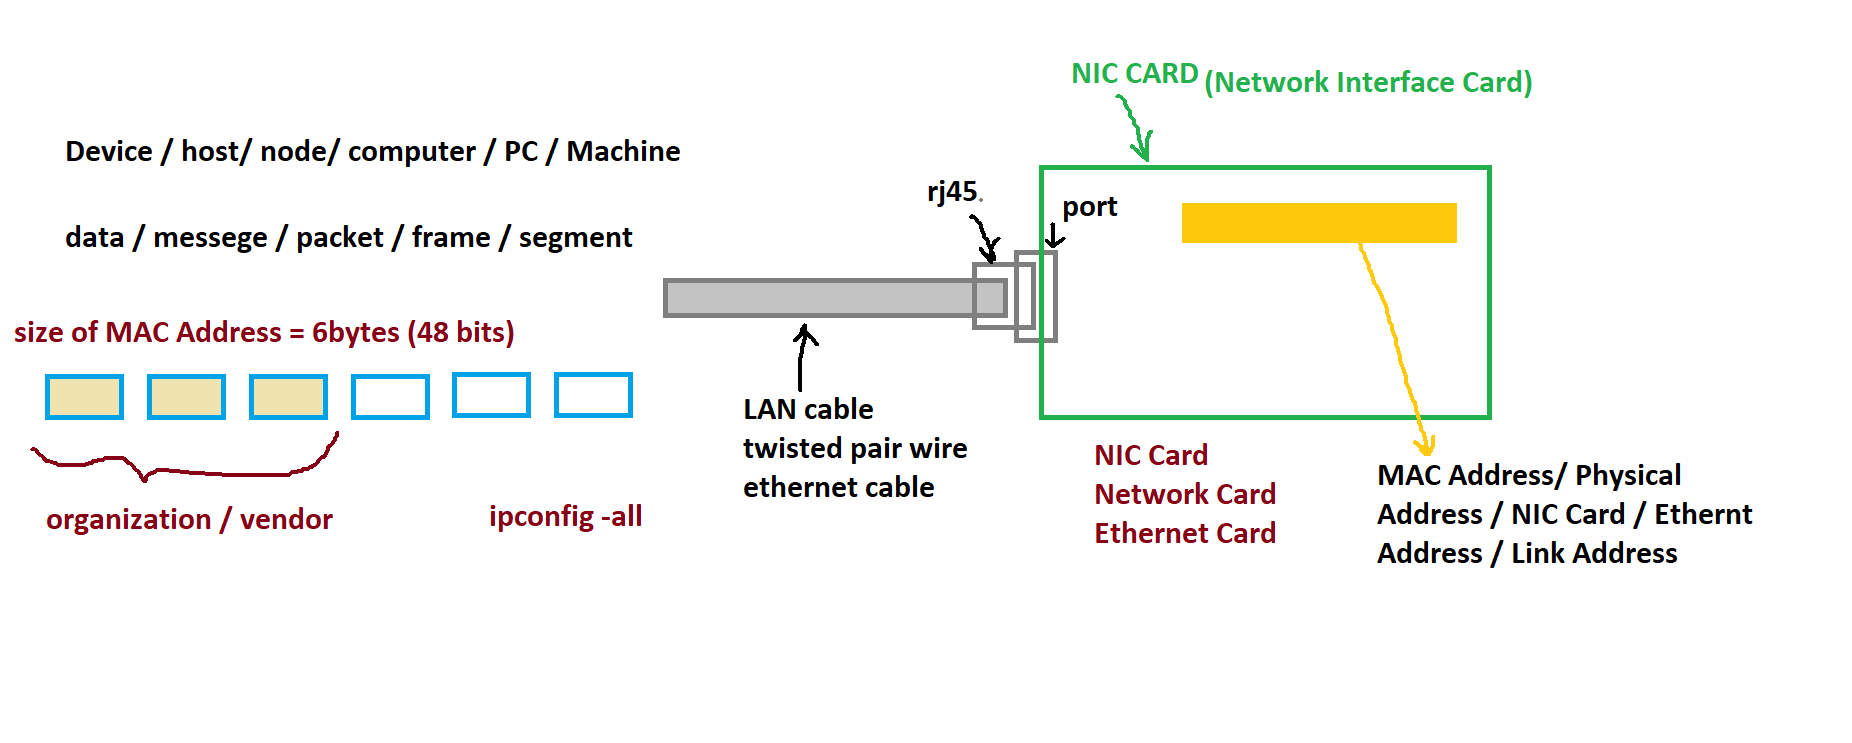 NIC CARD (Network Interface Card)
Device / host/ node/ computer / PC / Machine
rj45.
port
data / messege / packet / frame / segment
size of MAC Address = 6bytes (48 bits)
LAN cable
twisted pair wire
ethernet cable
organization / vendor
ipconfig -all
NIC Card
Network Card
Ethernet Card
MAC Address/ Physical
Address / NIC Card / Ethernt
Address / Link Address